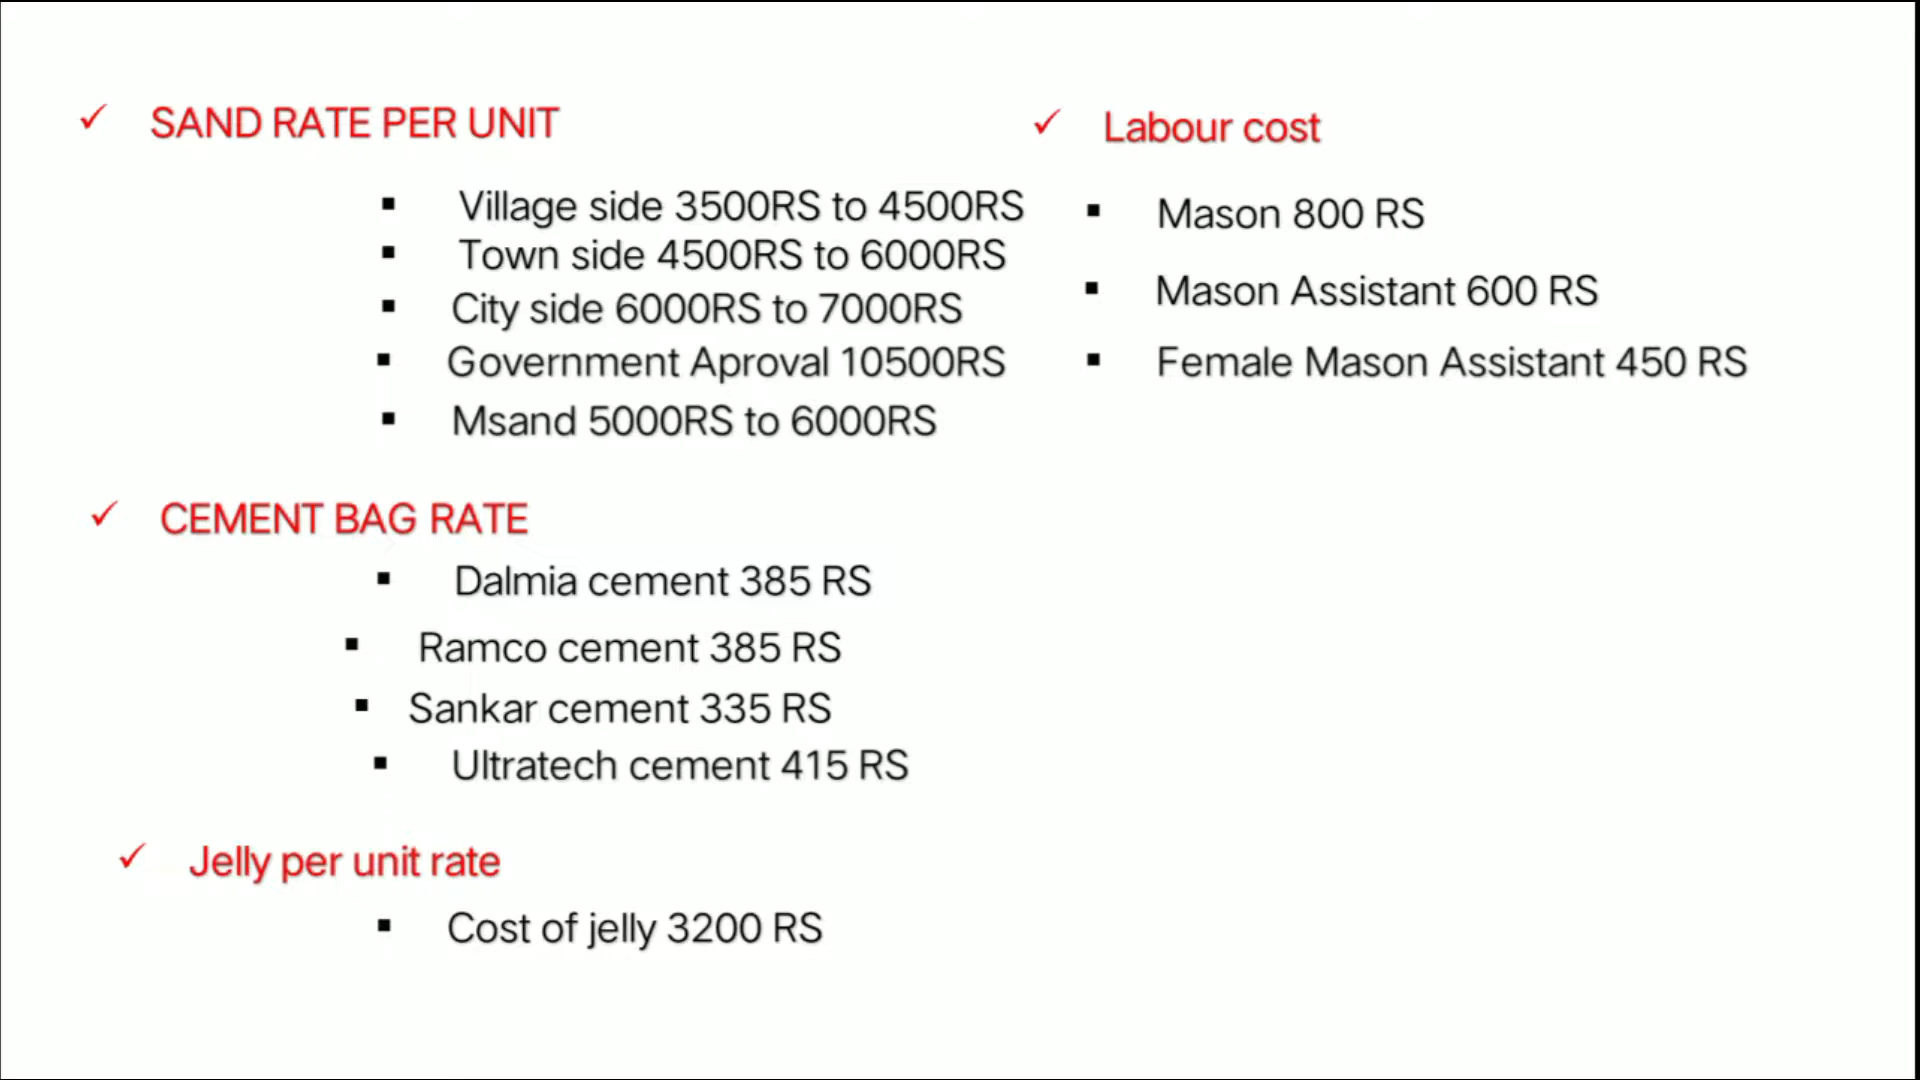 SAND RATE PER UNIT
Village side 3500RS to 4500RS
Town side 4500RS to 6000RS
City side 6000RS to 7000RS
Government Aproval 10500RS
Msand 5000RS to 6000RS
CEMENT BAG RATE
Dalmia cement 385 RS
Ramco cement 385 RS
Sankar cement 335 RS
Ultratech cement 415 RS
Jelly per unit rate
Cost of jelly 3200 RS
Labour cost
Mason 800 RS
Mason Assistant 600 RS
Female Mason Assistant 450 RS